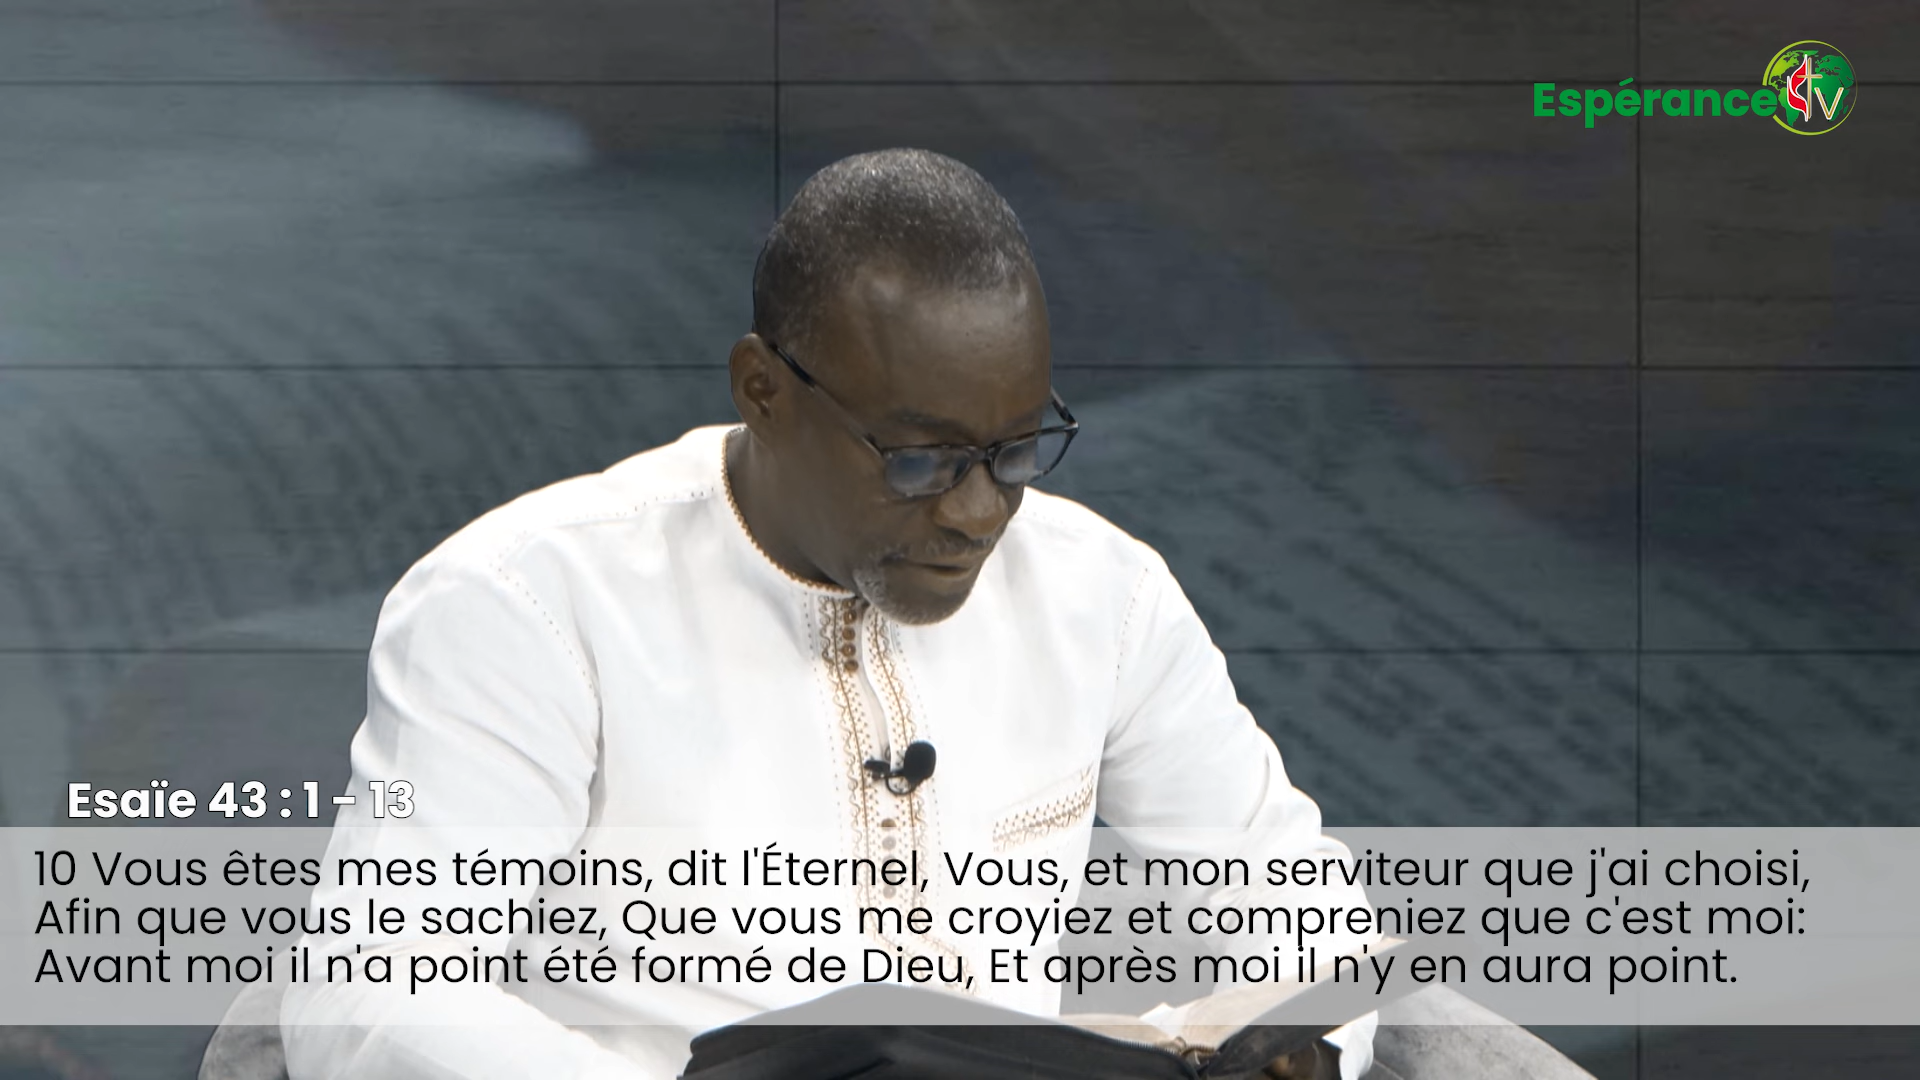 Espérance TV
Esaïe 43 : 1 - 13
10 Vous êtes mes témoins, dit l'Éternel, Vous, et mon serviteur que j'ai choisi,
Afin que vous le sachiez, Que vous me croyiez et compreniez que c'est moi:
Avant moi il n'a point été formé de Dieu, Et après moi il n'y en aura point.